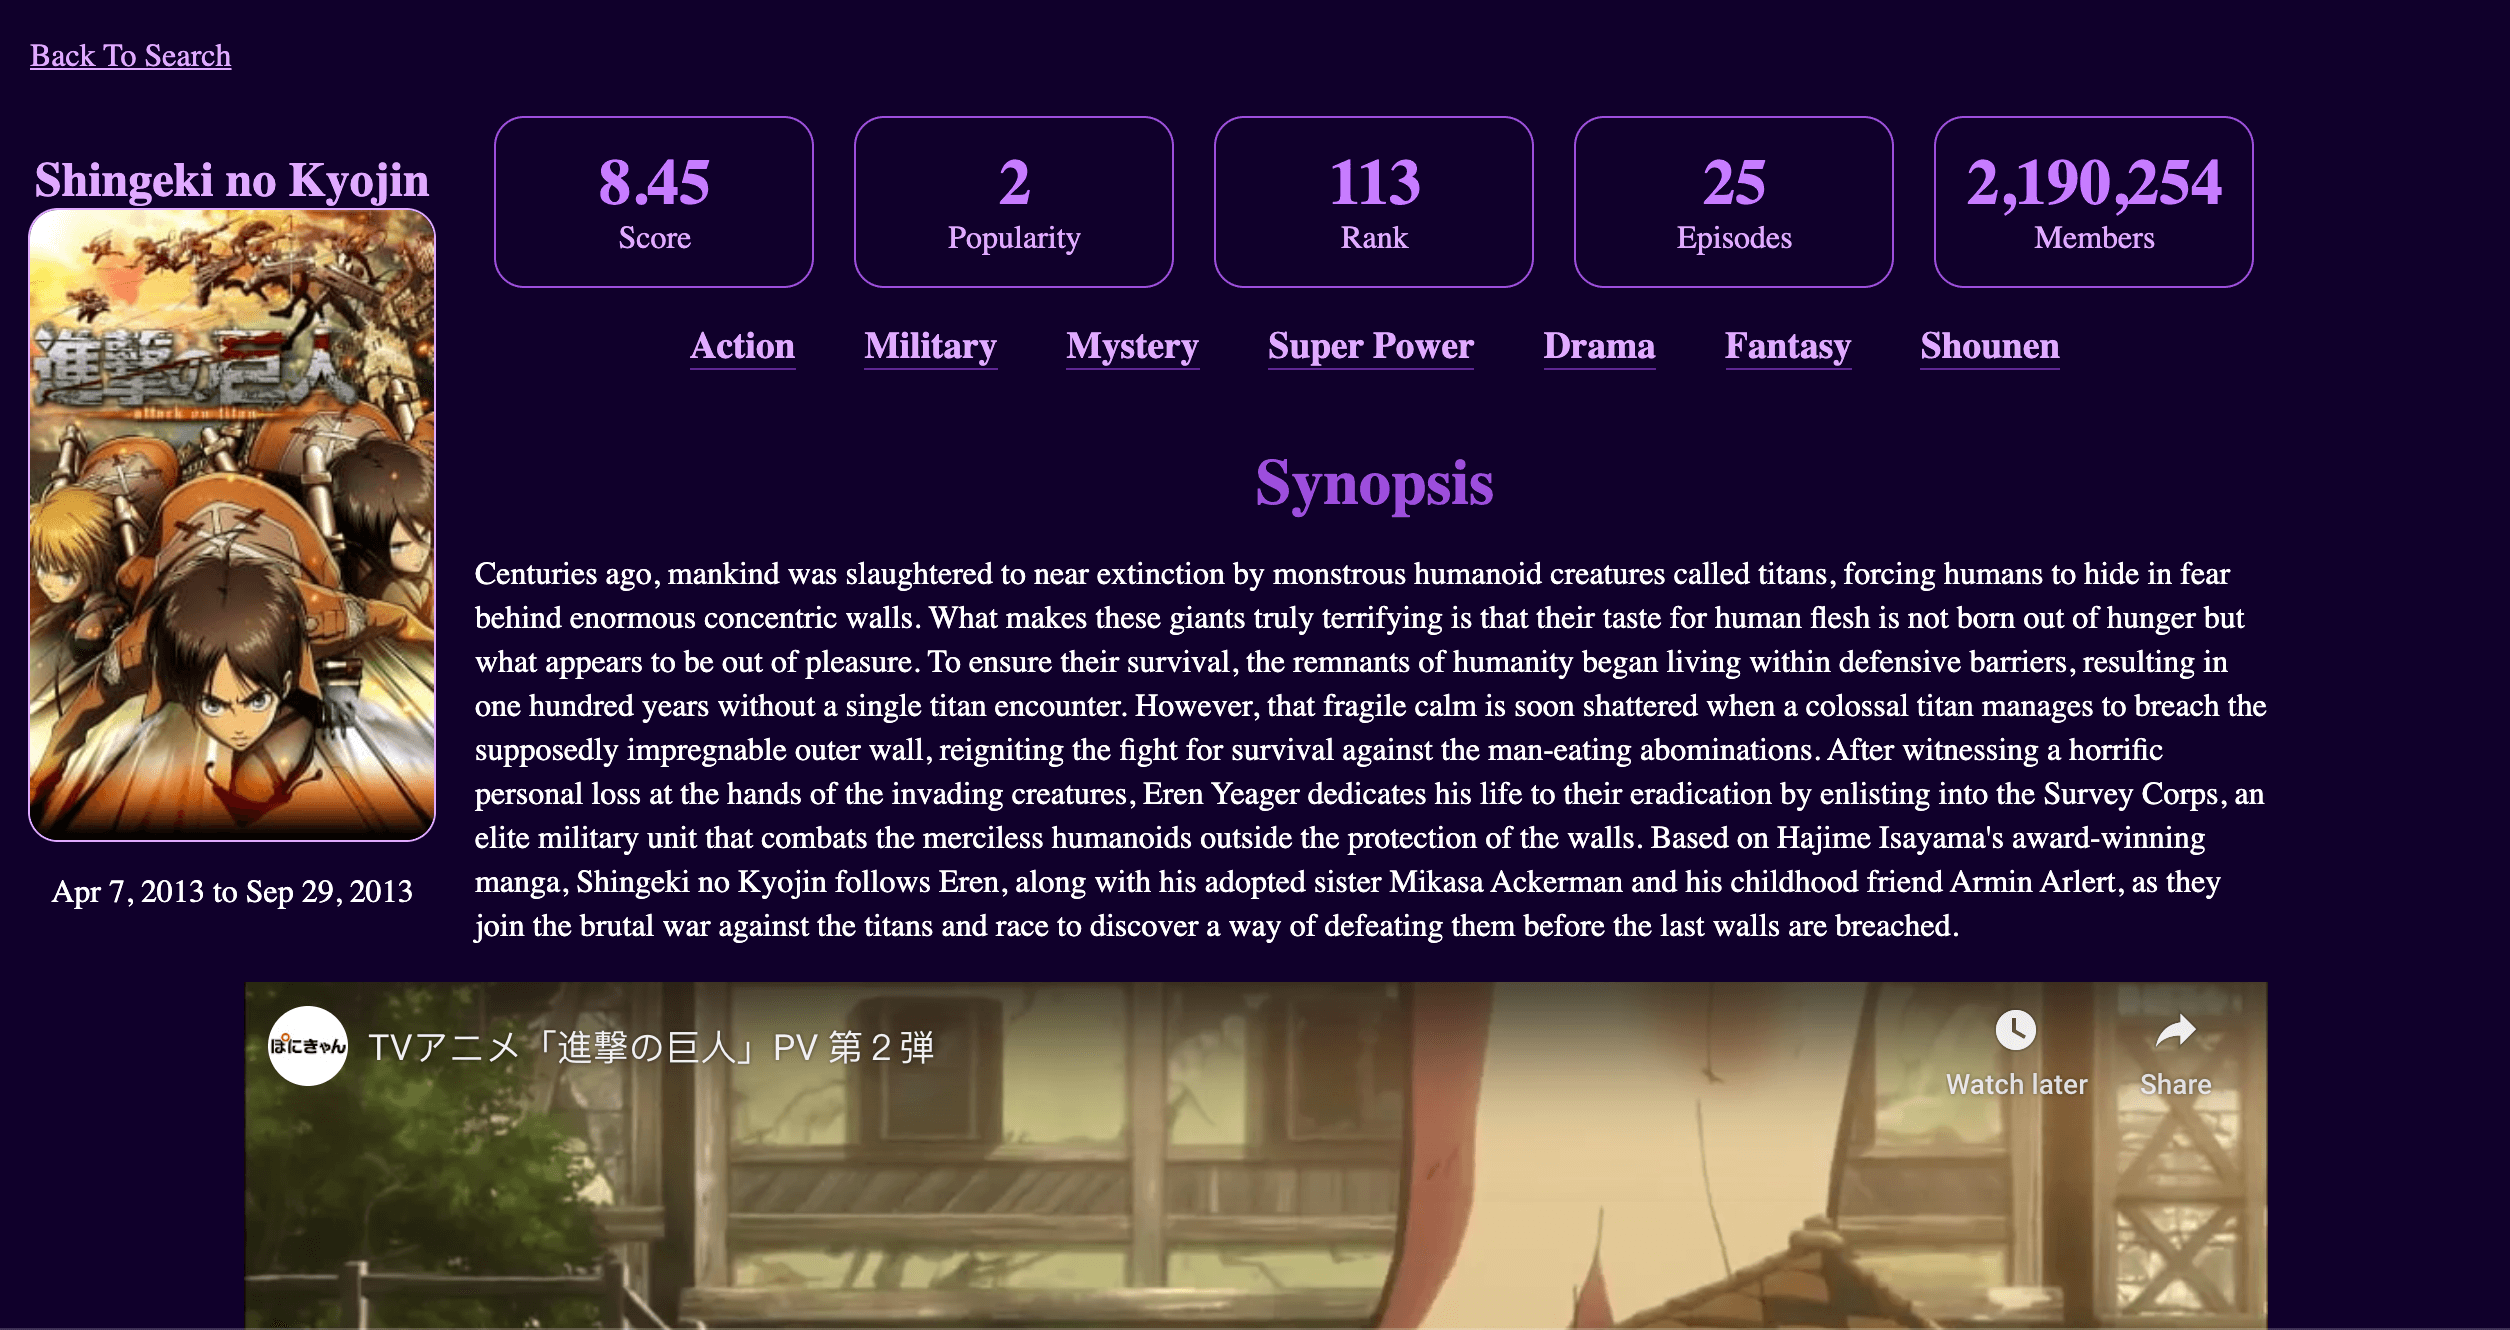 Back To Search
Shingeki no Kyojin
進撃の巨人
attack on titan
Apr 7, 2013 to Sep 29, 2013
8.45
Score
2
Popularity
113
Rank
25
Episodes
2,190,254
Members
Action Military Mystery Super Power Drama Fantasy Shounen
Synopsis
Centuries ago, mankind was slaughtered to near extinction by monstrous humanoid creatures called titans, forcing humans to hide in fear
behind enormous concentric walls. What makes these giants truly terrifying is that their taste for human flesh is not born out of hunger but
what appears to be out of pleasure. To ensure their survival, the remnants of humanity began living within defensive barriers, resulting in
one hundred years without a single titan encounter. However, that fragile calm is soon shattered when a colossal titan manages to breach the
supposedly impregnable outer wall, reigniting the fight for survival against the man-eating abominations. After witnessing a horrific
personal loss at the hands of the invading creatures, Eren Yeager dedicates his life to their eradication by enlisting into the Survey Corps, an
elite military unit that combats the merciless humanoids outside the protection of the walls. Based on Hajime Isayama's award-winning
manga, Shingeki no Kyojin follows Eren, along with his adopted sister Mikasa Ackerman and his childhood friend Armin Arlert, as they
join the brutal war against the titans and race to discover a way of defeating them before the last walls are breached.
ぽにきゃん
TVアニメ「進撃の巨人」PV 第２弾
Watch later
Share